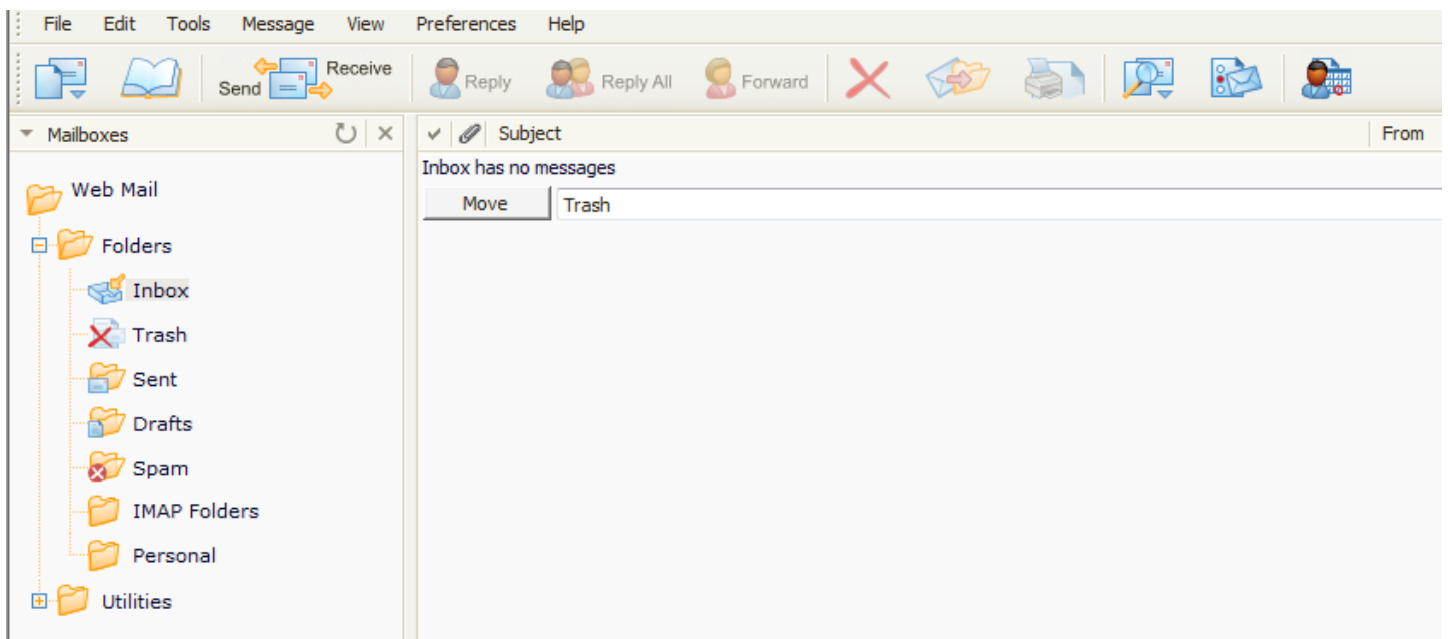 File Edit Tools Message View Preferences Help
Send Receive Reply Reply All Forward
Mailboxes
Subject From
Inbox has no messages
Move Trash
Web Mail
Folders
Inbox
Trash
Sent
Drafts
Spam
IMAP Folders
Personal
Utilities